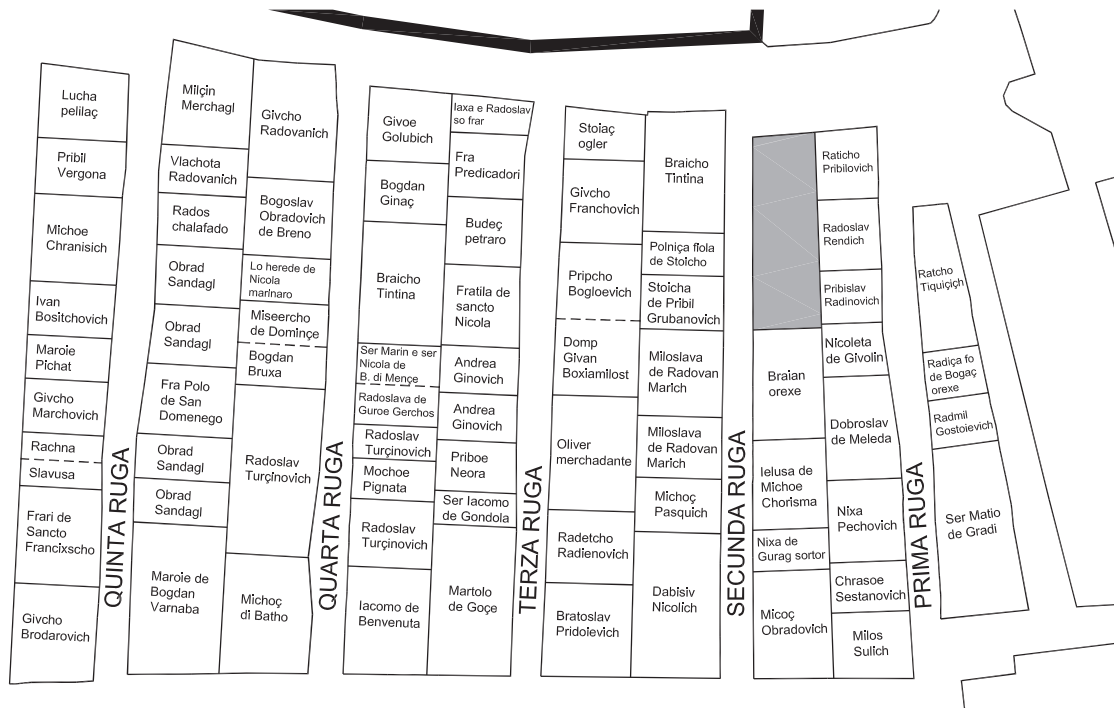 Lucha
pelilaç
Pribil
Vergona
Michoe
Chranisich
Ivan
Bositchovich
Maroie
Pichat
Givcho
Marchovich
Rachna
Slavusa
Frari de
Sancto
Francixscho
Givcho
Brodarovich
QUINTA RUGA
Milçin
Merchagl
Vlachota
Radovanich
Rados
chalafado
Obrad
Sandagl
Obrad
Sandagl
Fra Polo
de San
Domenego
Obrad
Sandagl
Obrad
Sandagl
Maroie de
Bogdan
Varnaba
Givcho
Radovanich
Bogoslav
Obradovich
de Breno
Lo herede de
Nicola
marinaro
Miseercho
de Dominçe
Bogdan
Bruxa
Radoslav
Turçinovich
Michoç
di Batho
QUARTA RUGA
Givoe
Golubich
Bogdan
Ginaç
Braicho
Tintina
Ser Marin e ser
Nicola de
B. di Mençe
Radoslava de
Guroe Gerchos
Radoslav
Turçinovich
Mochoe
Pignata
Radoslav
Turçinovich
Iacomo de
Benvenuta
Iaxa e Radoslav
so frar
Fra
Predicadori
Budeç
petraro
Fratila de
sancto
Nicola
Andrea
Ginovich
Andrea
Ginovich
Priboe
Neora
Ser Iacomo
de Gondola
Martolo
de Goçe
TERZA RUGA
Stoiaç
ogler
Givcho
Franchovich
Pripcho
Bogloevich
Domp
Givan
Boxiamilost
Oliver
merchadante
Radetcho
Radienovich
Bratoslav
Pridoievich
Braicho
Tintina
Polniça fiola
de Stoicho
Stoicha
de Pribil
Grubanovich
Miloslava
de Radovan
Marich
Miloslava
de Radovan
Marich
Michoç
Pasquich
Dabisiv
Nicolich
SECUNDA RUGA
Braian
orexe
Ielusa de
Michoe
Chorisma
Nixa de
Gurag sortor
Micoç
Obradovich
Raticho
Pribilovich
Radoslav
Rendich
Pribislav
Radinovich
Nicoleta
de Givolin
Dobroslav
de Meleda
Nixa
Pechovich
Chrasoe
Sestanovich
Milos
Sulich
PRIMA RUGA
Ratcho
Tiquiçiçh
Radiça fo
de Bogaç
orexe
Radmil
Gostoievich
Ser Matio
de Gradi